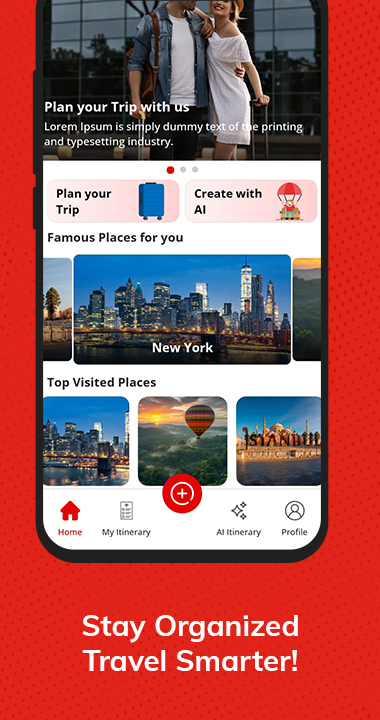 Plan your Trip with us
Lorem Ipsum is simply dummy text of the printing
and typesetting industry.
Plan your
Trip
Create with
AI
Famous Places for you
New York
Top Visited Places
Home
My Itinerary
AI Itinerary
Profile
Stay Organized
Travel Smarter!